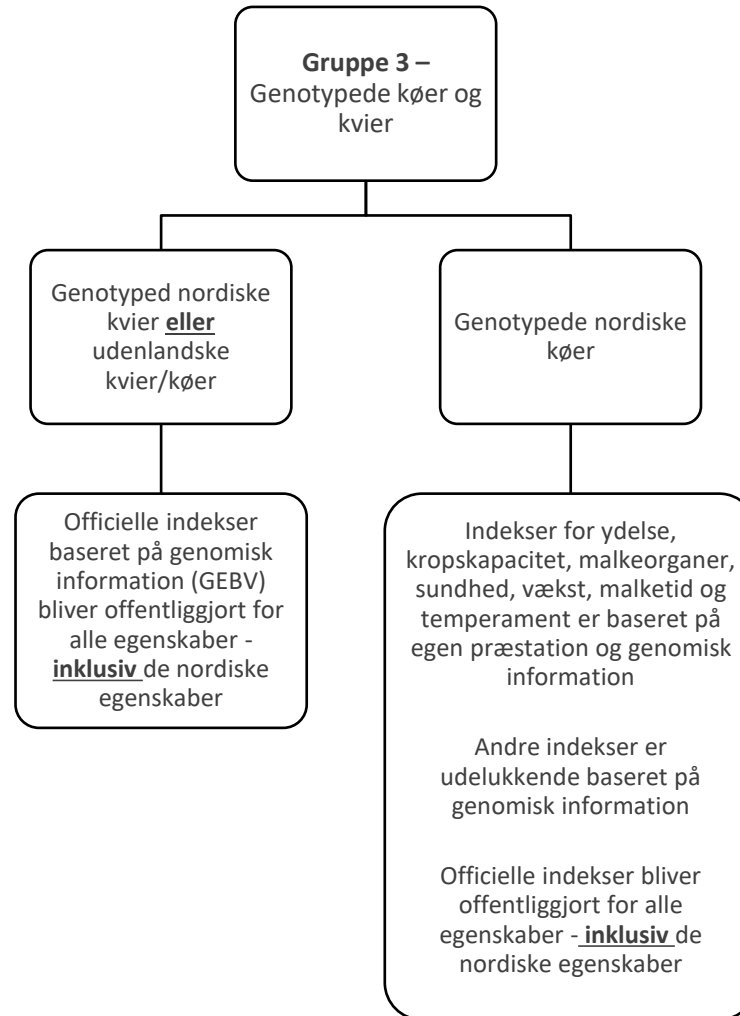 Gruppe 3 –
Genotypede køer og
kvier
Genotyped nordiske
kvier eller
udenlandske
kvier/køer
Genotypede nordiske
køer
Officielle indekser
baseret på genomisk
information (GEBV)
bliver offentliggjort for
alle egenskaber -
inklusiv de nordiske
egenskaber
Indekser for ydelse,
kropskapacitet, malkeorganer,
sundhed, vækst, malketid og
temperament er baseret på
egen præstation og genomisk
information
Andre indekser er
udelukkende baseret på
genomisk information
Officielle indekser bliver
offentliggjort for alle
egenskaber - inklusiv de
nordiske egenskaber